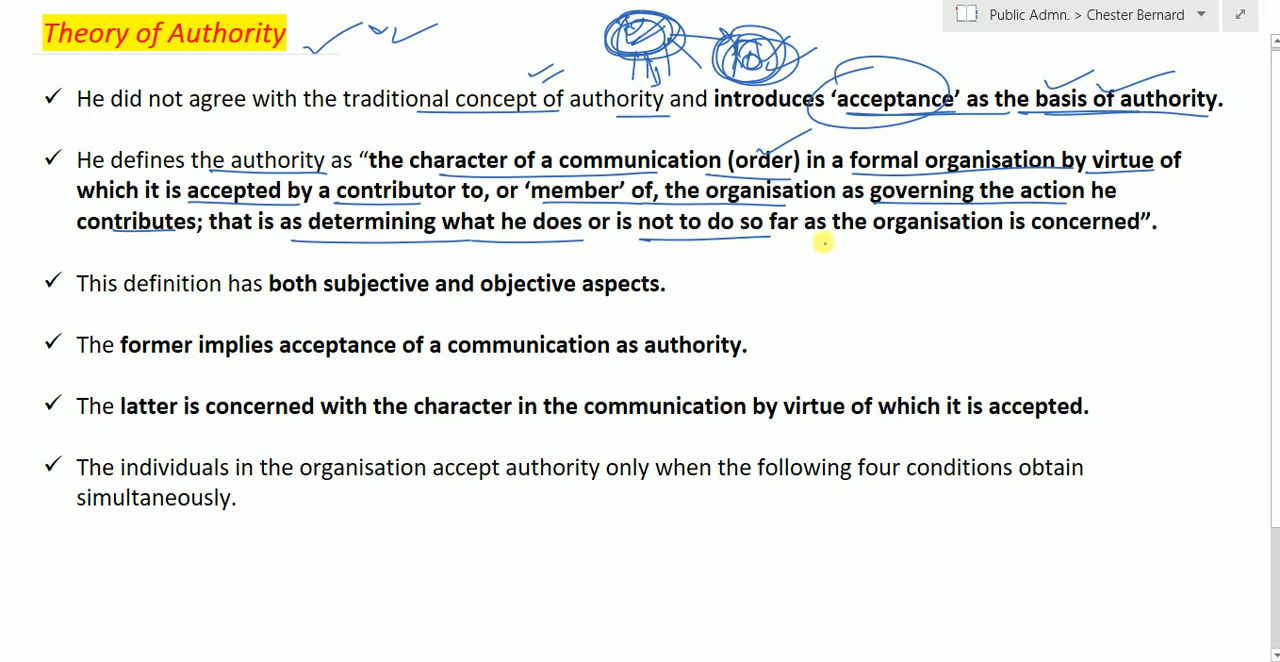 Public Admn. > Chester Bernard
Theory of Authority
✓ He did not agree with the traditional concept of authority and introduces ‘acceptance’ as the basis of authority.
✓ He defines the authority as “the character of a communication (order) in a formal organisation by virtue of
which it is accepted by a contributor to, or ‘member’ of, the organisation as governing the action he
contributes; that is as determining what he does or is not to do so far as the organisation is concerned”.
✓ This definition has both subjective and objective aspects.
✓ The former implies acceptance of a communication as authority.
✓ The latter is concerned with the character in the communication by virtue of which it is accepted.
✓ The individuals in the organisation accept authority only when the following four conditions obtain
simultaneously.